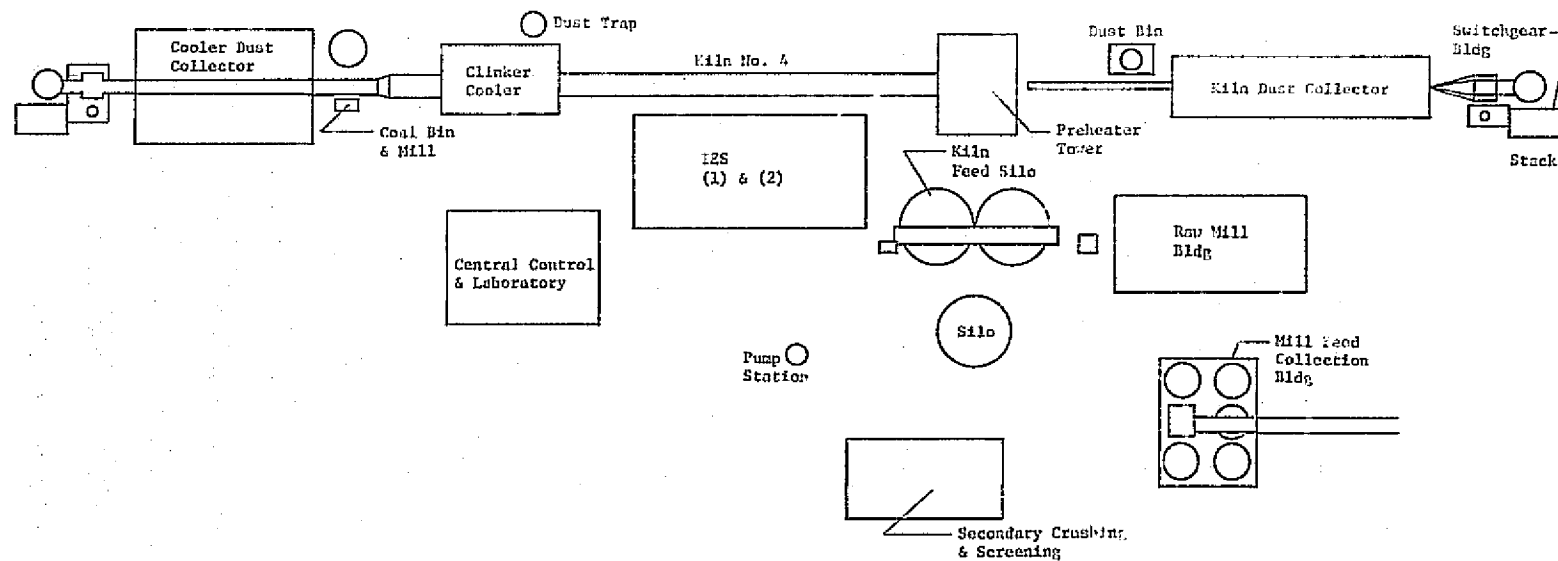 Dust Trap
Cooler Dust
Collector
Clinker
Cooler
Kiln No. 4
Dust Bin
Switchgear-
Bldg
Kiln Dust Collector
Coal Bin
& Mill
Preheater
Tower
Stack
(1) & (2)
Kiln
Feed Silo
Raw Mill
Bldg
Central Control
& Laboratory
Silo
Pump
Station
Mill Feed
Collection
Bldg
Secondary Crushing
& Screening